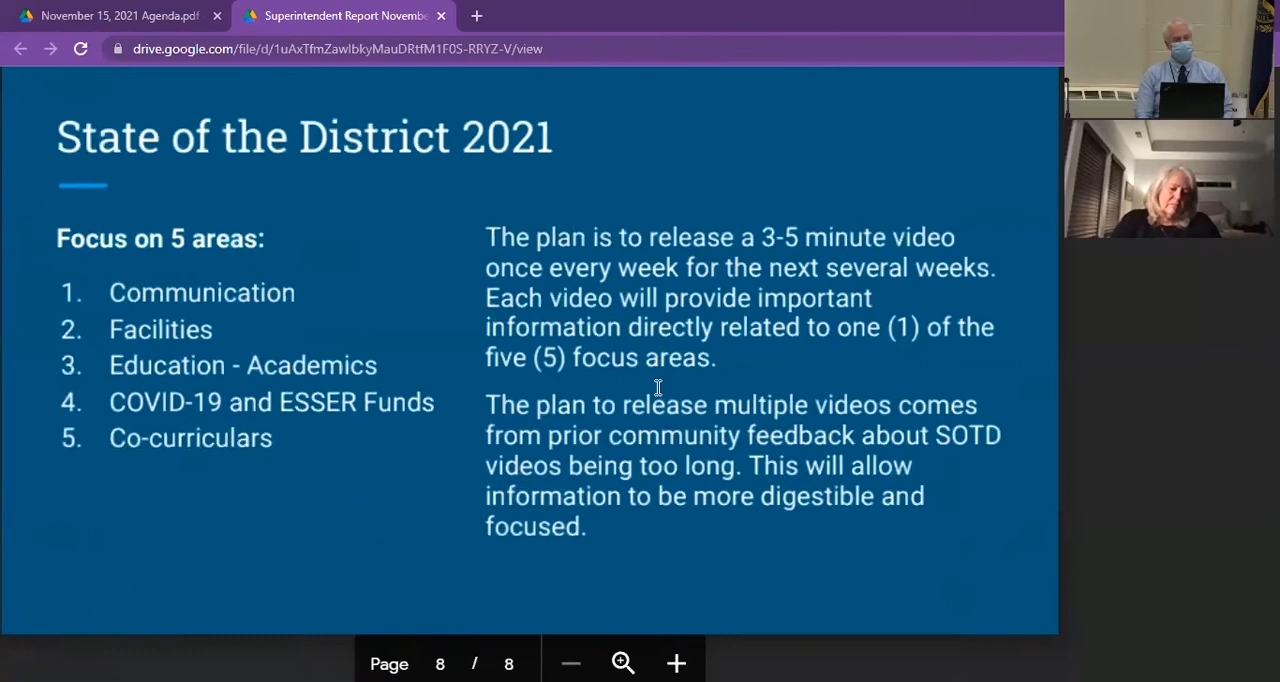 November 15, 2021 Agenda.pdf
Superintendent Report Novembe
drive.google.com/file/d/1uAxTfmZawlbkyMauDRtfM1F0S-RRYZ-V/view
State of the District 2021
Focus on 5 areas:
1. Communication
2. Facilities
3. Education - Academics
4. COVID-19 and ESSER Funds
5. Co-curriculars
The plan is to release a 3-5 minute video
once every week for the next several weeks.
Each video will provide important
information directly related to one (1) of the
five (5) focus areas.
The plan to release multiple videos comes
from prior community feedback about SOTD
videos being too long. This will allow
information to be more digestible and
focused.
Page 8 / 8